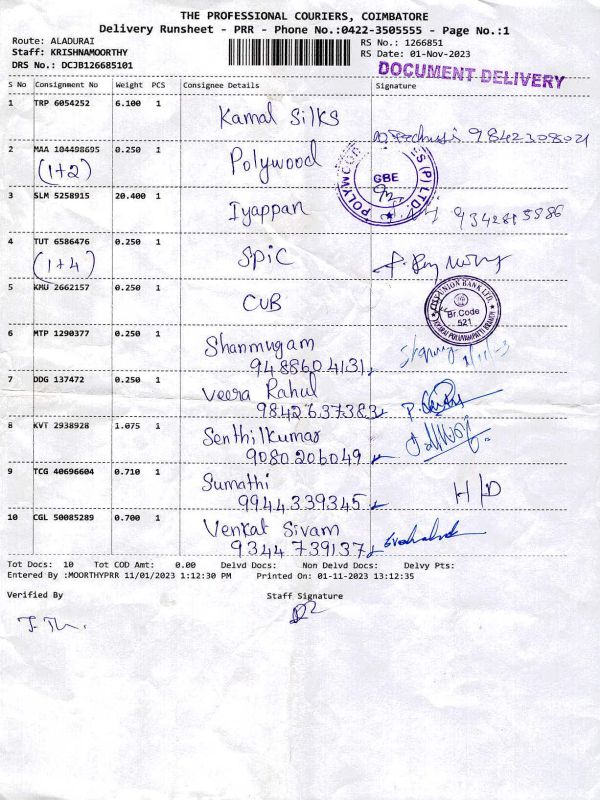 THE PROFESSIONAL COURIERS, COIMBATORE
Delivery Runsheet - PRR - Phone No.:0422-3505555 - Page No.:1
Route: ALADURAI
Staff: KRISHNAMOORTHY
DRS No.: DCJB126685101
RS No.: 1266851
RS Date: 01-Nov-2023
DOCUMENT DELIVERY
S No Consignment No Weight PCS Consignee Details Signature
1 TRP 6054252 6.100 1 Kamal Silks 9842308021
2 MAA 104498695 0.250 1 Polywood
(1+2)
GBE
3 SLM 5258915 20.400 1 Iyappan 9342815886
4 TUT 6586476 0.250 1 SPIC
(1+4)
5 KMU 2662157 0.250 1 CUB
UNION BANK LTD.
Br.Code
521
6 MTP 1290377 0.250 1 Shanmugam
9488604131
7 DDG 137472 0.250 1 Veera Rahul
9842637383
8 KVT 2938928 1.075 1 Senthilkumar
9080206049
9 TCG 40696604 0.710 1 Sumathi
9944339345 H/D
10 CGL 50085289 0.700 1 Venkat Sivam
9344739137
Tot Docs: 10 Tot COD Amt: 0.00 Delvd Docs: Non Delvd Docs: Delvy Pts:
Entered By :MOORTHYPRR 11/01/2023 1:12:30 PM Printed On: 01-11-2023 13:12:35
Verified By Staff Signature